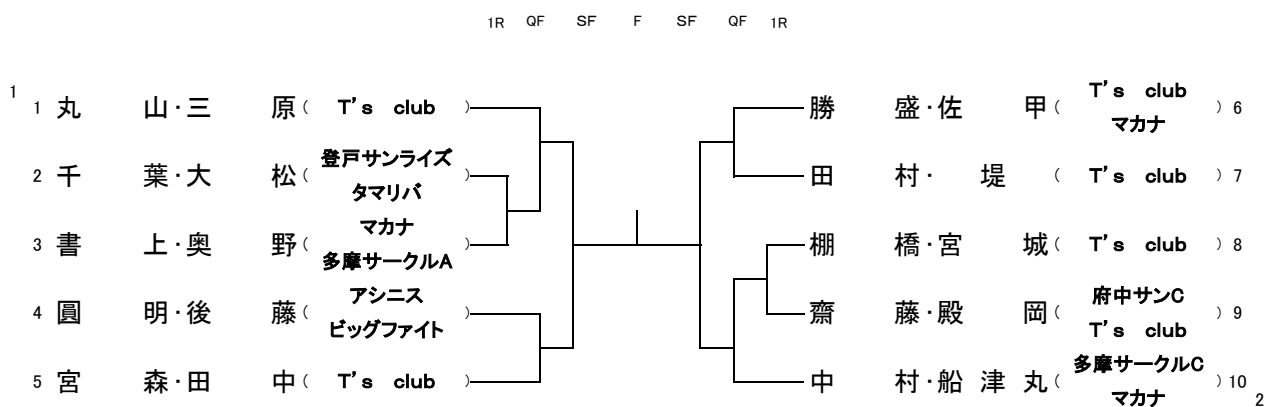 1R QF SF F SF QF 1R
1
1 丸 山・三 原( T's club )
2 千 葉・大 松( 登戸サンライズ タマリバ )
3 書 上・奥 野( マカナ 多摩サークルA )
4 圓 明・後 藤( アシニス ビッグファイト )
5 宮 森・田 中( T's club )
勝 盛・佐 甲( T's club マカナ ) 6
田 村・ 堤 ( T's club ) 7
棚 橋・宮 城( T's club ) 8
齋 藤・殿 岡( 府中サンC T's club ) 9
中 村・船 津 丸( 多摩サークルC マカナ ) 10
2